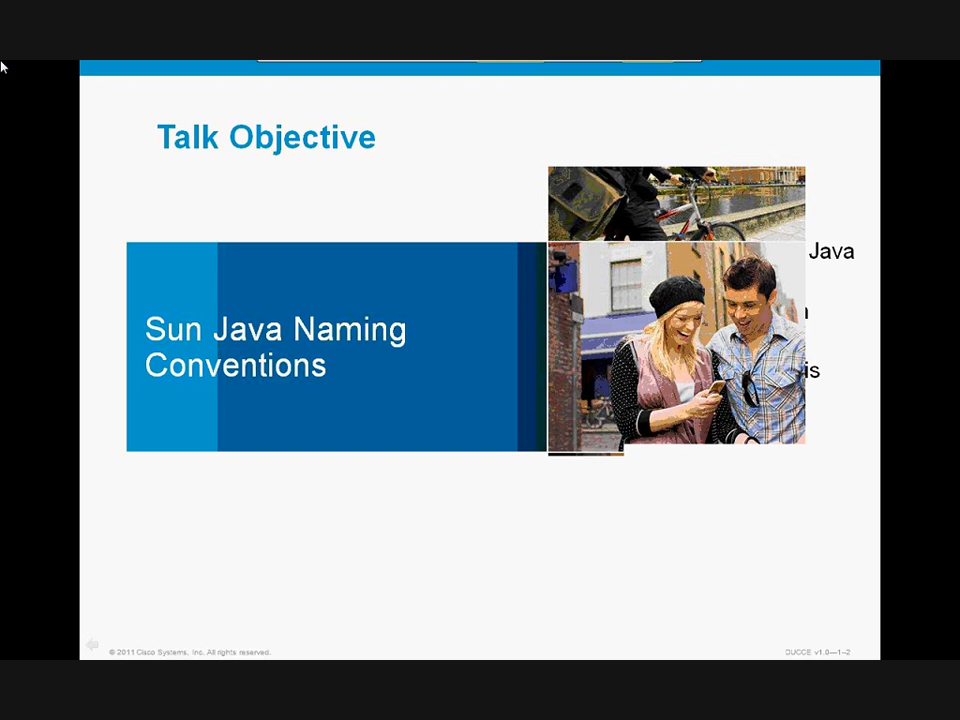 Talk Objective
Java
Sun Java Naming
Conventions
is
© 2011 Cisco Systems, Inc. All rights reserved.
DUCCE v1.0—1–2